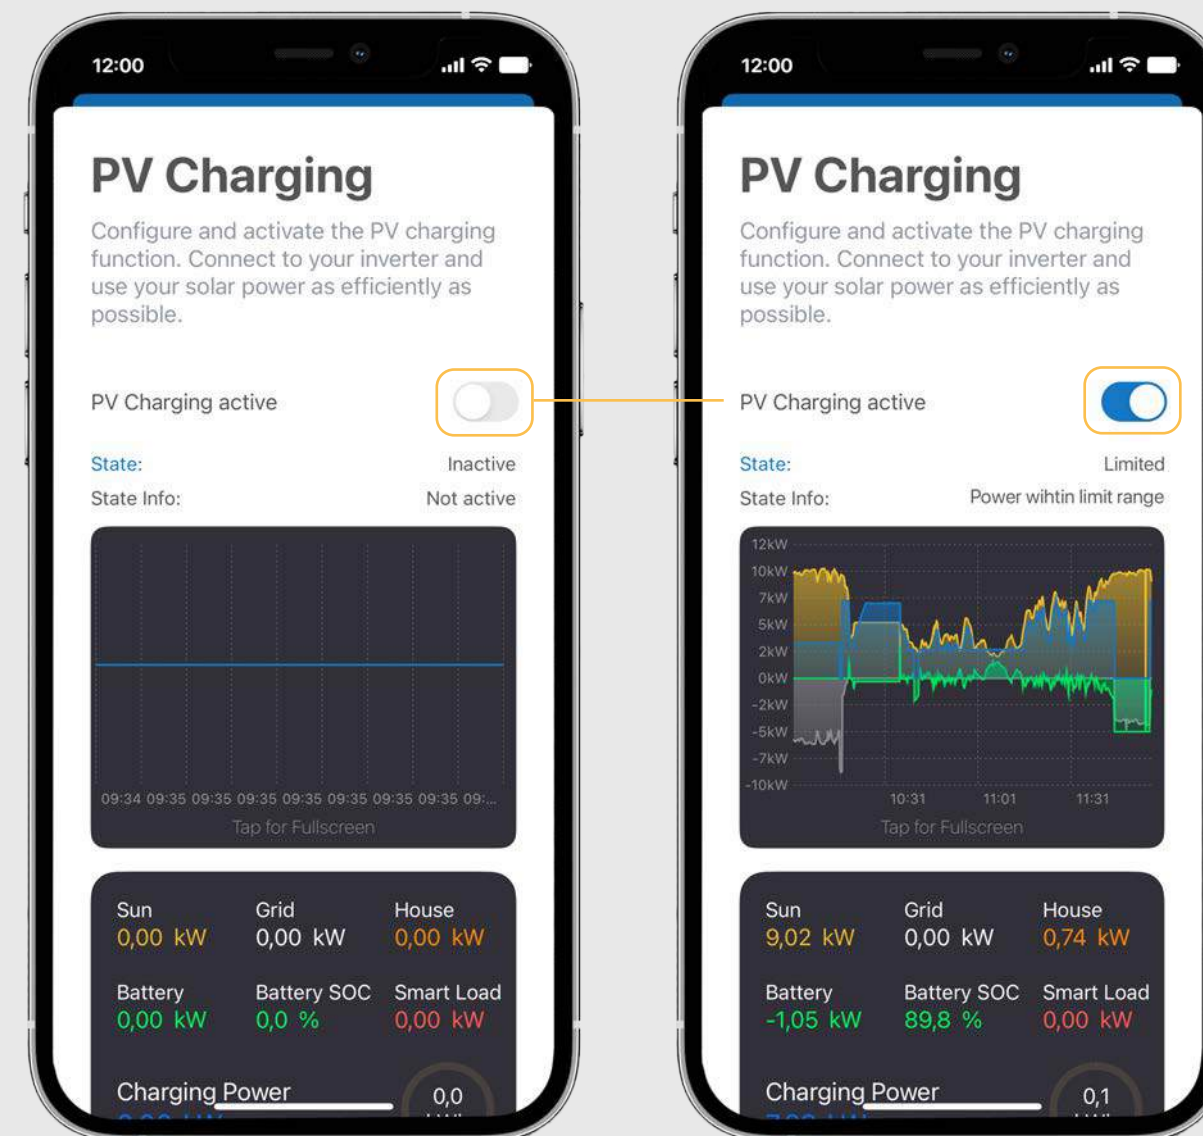 12:00
PV Charging
Configure and activate the PV charging
function. Connect to your inverter and
use your solar power as efficiently as
possible.
PV Charging active
State: Inactive
State Info: Not active
09:34 09:35 09:35 09:35 09:35 09:35 09:35 09:35 09:...
Tap for Fullscreen
Sun Grid House
0,00 kW 0,00 kW 0,00 kW
Battery Battery SOC Smart Load
0,00 kW 0,0 % 0,00 kW
Charging Power 0,0
12:00
PV Charging
Configure and activate the PV charging
function. Connect to your inverter and
use your solar power as efficiently as
possible.
PV Charging active
State: Limited
State Info: Power wihtin limit range
12kW
10kW
7kW
5kW
2kW
0kW
-2kW
-5kW
-7kW
-10kW
10:31 11:01 11:31
Tap for Fullscreen
Sun Grid House
9,02 kW 0,00 kW 0,74 kW
Battery Battery SOC Smart Load
-1,05 kW 89,8 % 0,00 kW
Charging Power 0,1